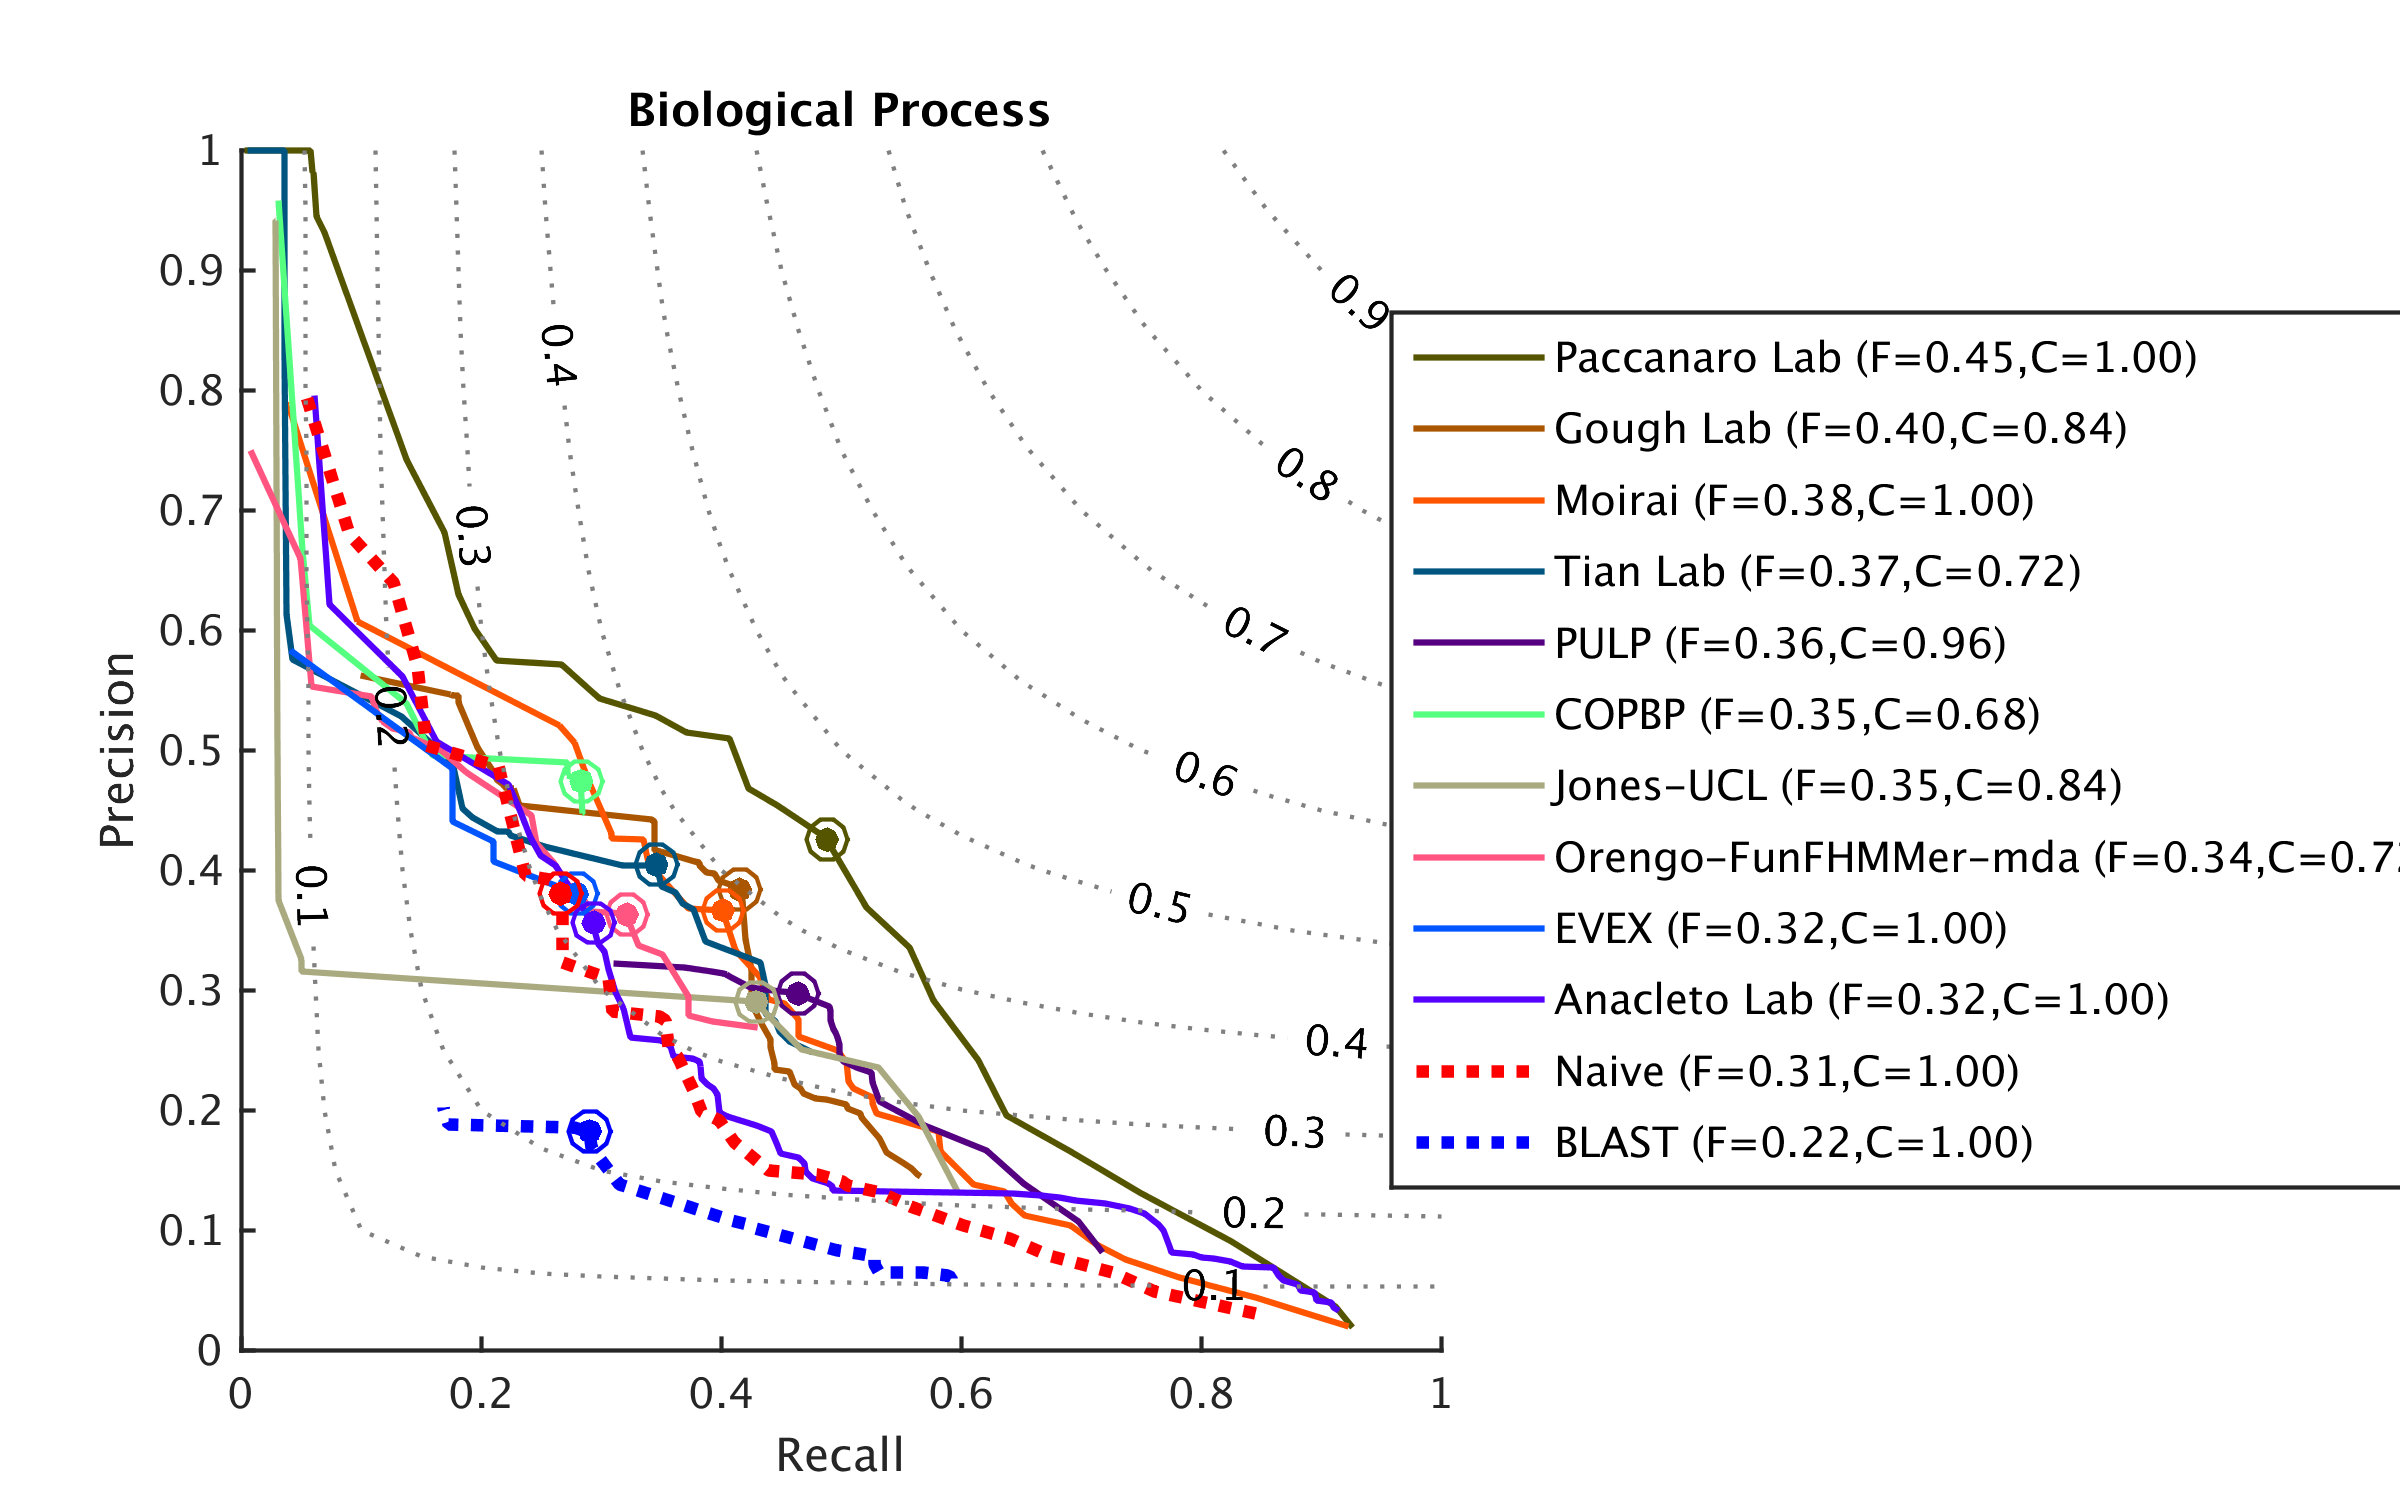 Biological Process
1
0.9
0.8
0.7
0.6
0.5
0.4
0.3
0.2
0.1
0
Precision
0
0.2
0.4
0.6
0.8
1
Recall
0.1
0.2
0.3
0.4
0.9
0.8
0.7
0.6
0.5
0.4
0.3
0.2
0.1
Paccanaro Lab (F=0.45,C=1.00)
Gough Lab (F=0.40,C=0.84)
Moirai (F=0.38,C=1.00)
Tian Lab (F=0.37,C=0.72)
PULP (F=0.36,C=0.96)
COPBP (F=0.35,C=0.68)
Jones-UCL (F=0.35,C=0.84)
Orengo-FunFHMMer-mda (F=0.34,C=0.7
EVEX (F=0.32,C=1.00)
Anacleto Lab (F=0.32,C=1.00)
Naive (F=0.31,C=1.00)
BLAST (F=0.22,C=1.00)